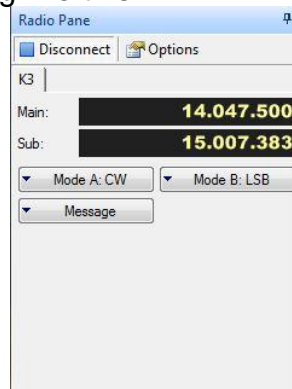 Radio Pane
Disconnect Options
K3
Main: 14.047.500
Sub: 15.007.383
Mode A: CW Mode B: LSB
Message